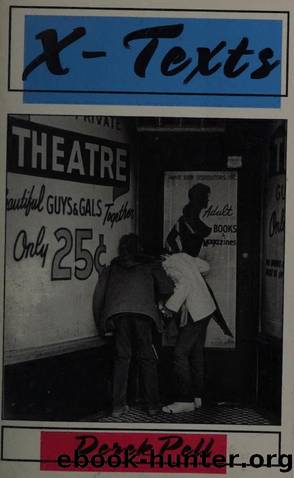 X-Texts
PRIVATE
THEATRE
Beautiful GUYS & GALS Together
Only 25¢
Adult
BOOKS
Magazines
Derek Pell
ebook-hunter.org